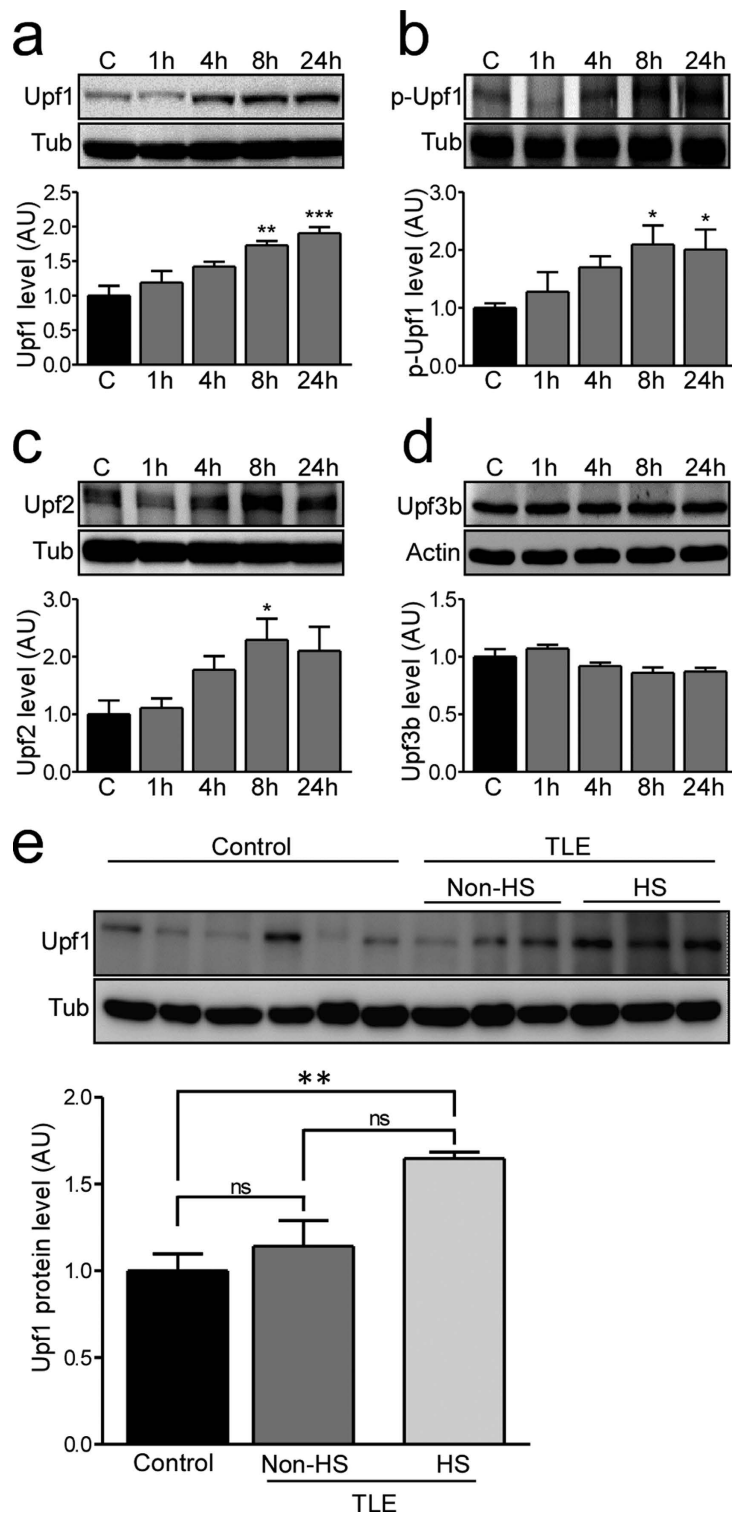 a
C 1h 4h 8h 24h
Upf1
Tub
Upf1 level (AU)
2.5
2.0
1.5
1.0
0.5
0.0
** ***
C 1h 4h 8h 24h
b
C 1h 4h 8h 24h
p-Upf1
Tub
p-Upf1 level (AU)
3.0
2.0
1.0
0.0
* *
C 1h 4h 8h 24h
c
C 1h 4h 8h 24h
Upf2
Tub
Upf2 level (AU)
3.0
2.0
1.0
0.0
*
C 1h 4h 8h 24h
d
C 1h 4h 8h 24h
Upf3b
Actin
Upf3b level (AU)
1.5
1.0
0.5
0.0
C 1h 4h 8h 24h
e
Control TLE
Non-HS HS
Upf1
Tub
Upf1 protein level (AU)
2.0
1.5
1.0
0.5
0.0
**
ns
ns
Control Non-HS HS
TLE